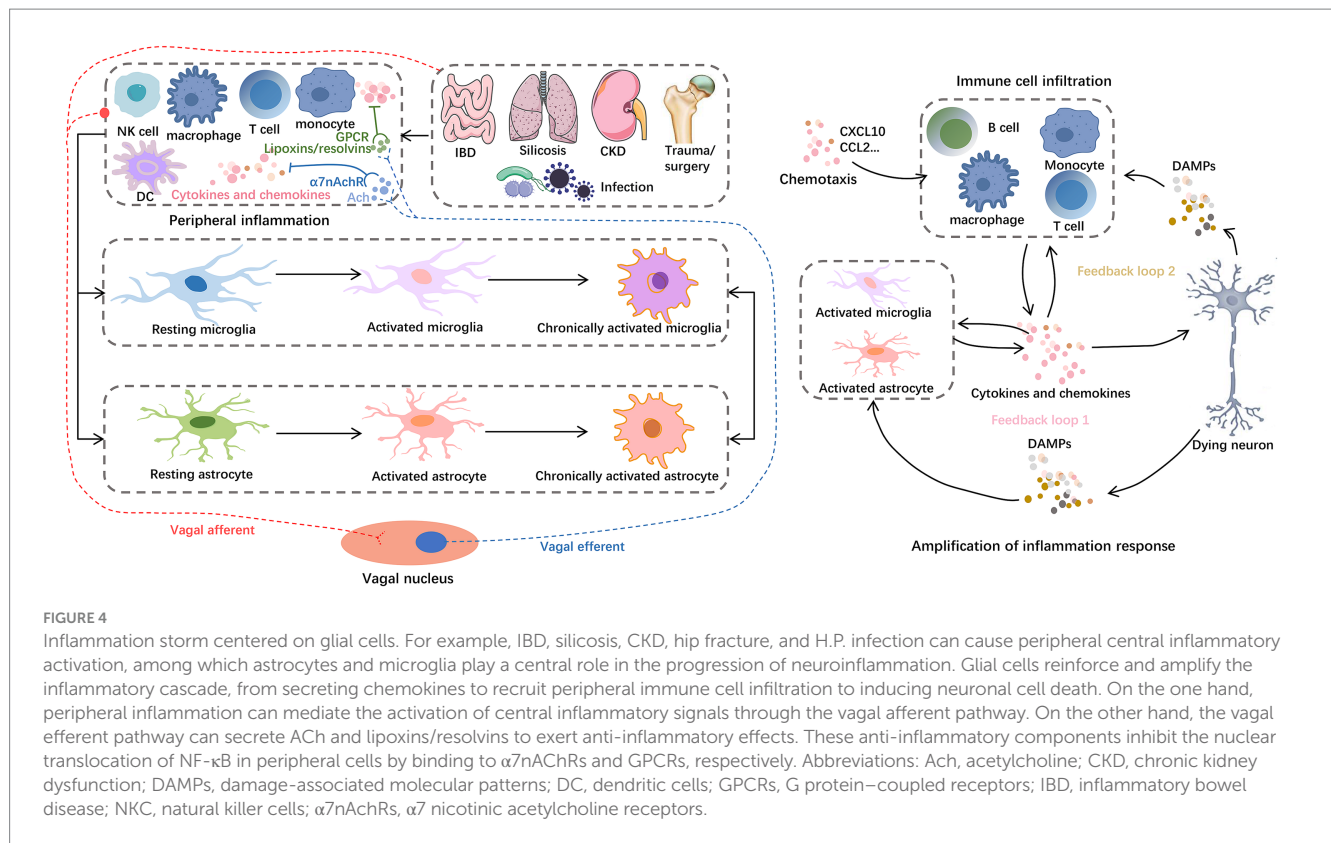 NK cell
macrophage
T cell
monocyte
GPCR
Lipoxins/resolvins
α7nAchR
Cytokines and chemokines
Ach
DC
Peripheral inflammation
IBD
Silicosis
CKD
Trauma/
surgery
Infection
Resting microglia
Activated microglia
Chronically activated microglia
Resting astrocyte
Activated astrocyte
Chronically activated astrocyte
Vagal afferent
Vagal efferent
Vagal nucleus
Immune cell infiltration
CXCL10
CCL2...
Chemotaxis
B cell
Monocyte
macrophage
T cell
DAMPs
Feedback loop 2
Activated microglia
Activated astrocyte
Cytokines and chemokines
Feedback loop 1
DAMPs
Dying neuron
Amplification of inflammation response
FIGURE 4
Inflammation storm centered on glial cells. For example, IBD, silicosis, CKD, hip fracture, and H.P. infection can cause peripheral central inflammatory
activation, among which astrocytes and microglia play a central role in the progression of neuroinflammation. Glial cells reinforce and amplify the
inflammatory cascade, from secreting chemokines to recruit peripheral immune cell infiltration to inducing neuronal cell death. On the one hand,
peripheral inflammation can mediate the activation of central inflammatory signals through the vagal afferent pathway. On the other hand, the vagal
efferent pathway can secrete ACh and lipoxins/resolvins to exert anti-inflammatory effects. These anti-inflammatory components inhibit the nuclear
translocation of NF-κB in peripheral cells by binding to α7nAChRs and GPCRs, respectively. Abbreviations: Ach, acetylcholine; CKD, chronic kidney
dysfunction; DAMPs, damage-associated molecular patterns; DC, dendritic cells; GPCRs, G protein–coupled receptors; IBD, inflammatory bowel
disease; NKC, natural killer cells; α7nAchRs, α7 nicotinic acetylcholine receptors.